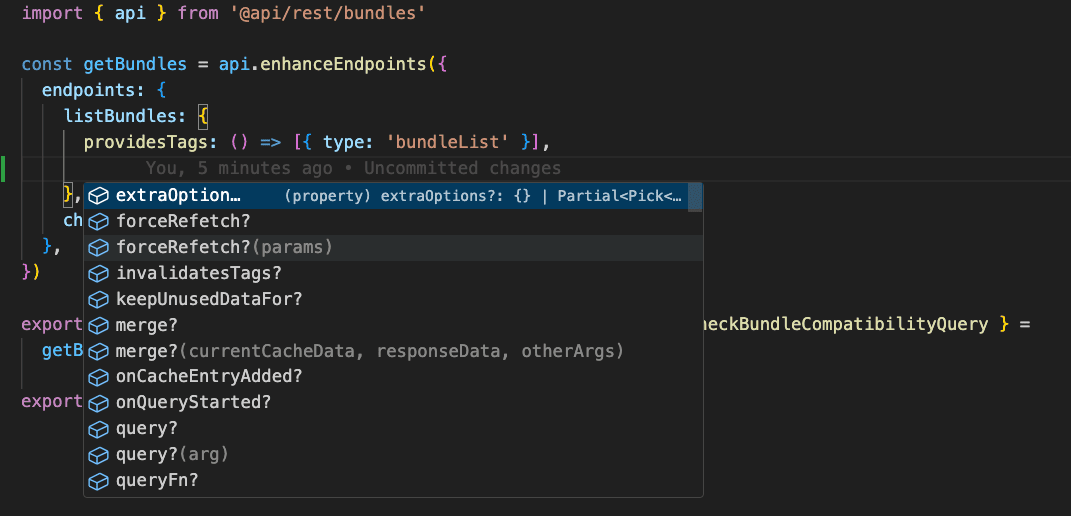 import { api } from '@api/rest/bundles'
const getBundles = api.enhanceEndpoints({
endpoints: {
listBundles: {
providesTags: () => [{ type: 'bundleList' }],
You, 5 minutes ago • Uncommitted changes
},
extraOption… (property) extraOptions?: {} | Partial<Pick<…
ch
forceRefetch?
},
forceRefetch?(params)
})
invalidatesTags?
keepUnusedDataFor?
export
merge?
heckBundleCompatibilityQuery } =
getB
merge?(currentCacheData, responseData, otherArgs)
onCacheEntryAdded?
export
onQueryStarted?
query?
query?(arg)
queryFn?